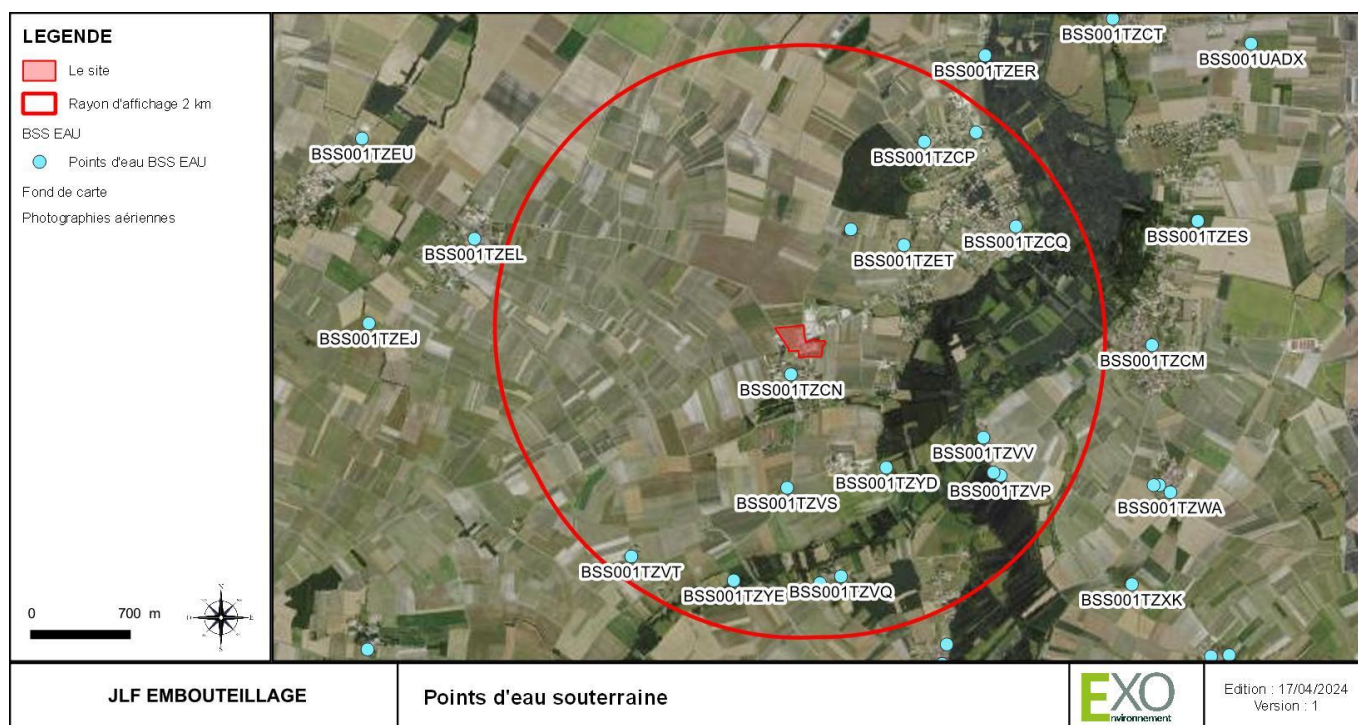 LEGENDE
Le site
Rayon d'affichage 2 km
BSS EAU
Points d'eau BSS EAU
Fond de carte
Photographies aériennes
0 700 m
BSS001TZCT
BSS001UADX
BSS001TZER
BSS001TZEU
BSS001TZCP
BSS001TZEL
BSS001TZET
BSS001TZCQ
BSS001TZES
BSS001TZEJ
BSS001TZCM
BSS001TZCN
BSS001TZVV
BSS001TZYD
BSS001TZVP
BSS001TZVS
BSS001TZWA
BSS001TZVT
BSS001TZYE
BSS001TZVQ
BSS001TZXK
JLF EMBOUTEILLAGE
Points d'eau souterraine
EXO
nvironnement
Edition : 17/04/2024
Version : 1